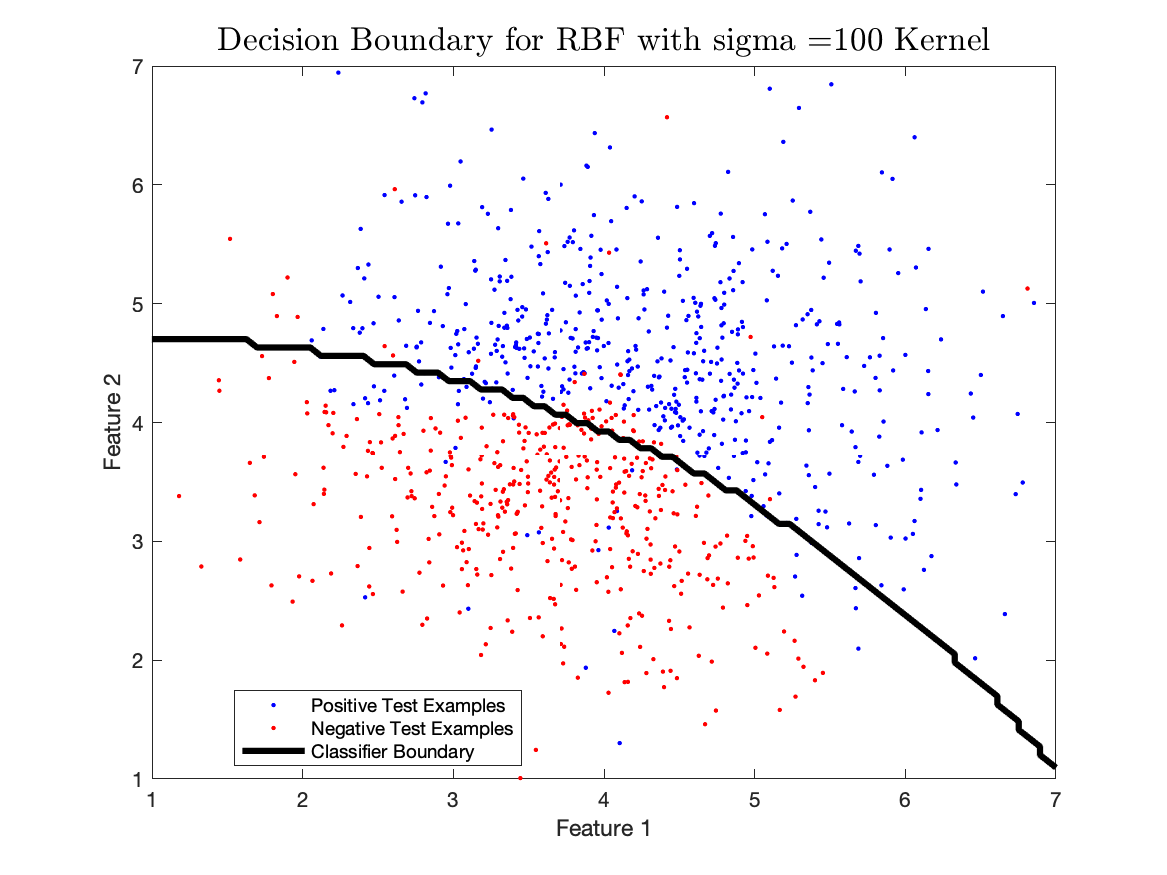 Decision Boundary for RBF with sigma =100 Kernel
7
6
5
4
3
2
1
Feature 2
Positive Test Examples
Negative Test Examples
Classifier Boundary
1 2 3 4 5 6 7
Feature 1